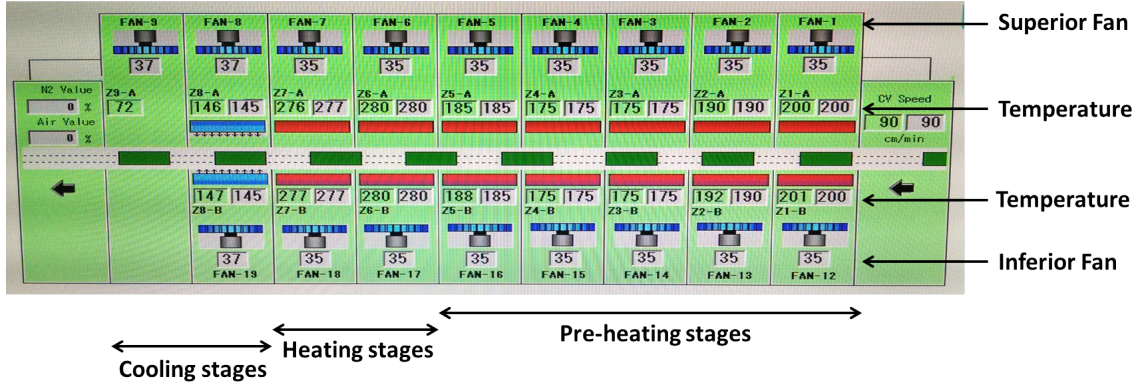 FAN-9 FAN-8 FAN-7 FAN-6 FAN-5 FAN-4 FAN-3 FAN-2 FAN-1
Superior Fan
37 37 35 35 35 35 35 35 35
N2 Value
0 %
Z9-A Z8-A Z7-A Z6-A Z5-A Z4-A Z3-A Z2-A Z1-A
72 146 145 276 277 280 280 185 185 175 175 175 175 190 190 200 200
CV Speed
90 90
cm/min
Temperature
Air Value
0 %
147 145 277 277 280 280 188 185 175 175 175 175 192 190 201 200
Temperature
Z8-B Z7-B Z6-B Z5-B Z4-B Z3-B Z2-B Z1-B
37 35 35 35 35 35 35 35
Inferior Fan
FAN-19 FAN-18 FAN-17 FAN-16 FAN-15 FAN-14 FAN-13 FAN-12
Pre-heating stages
Heating stages
Cooling stages